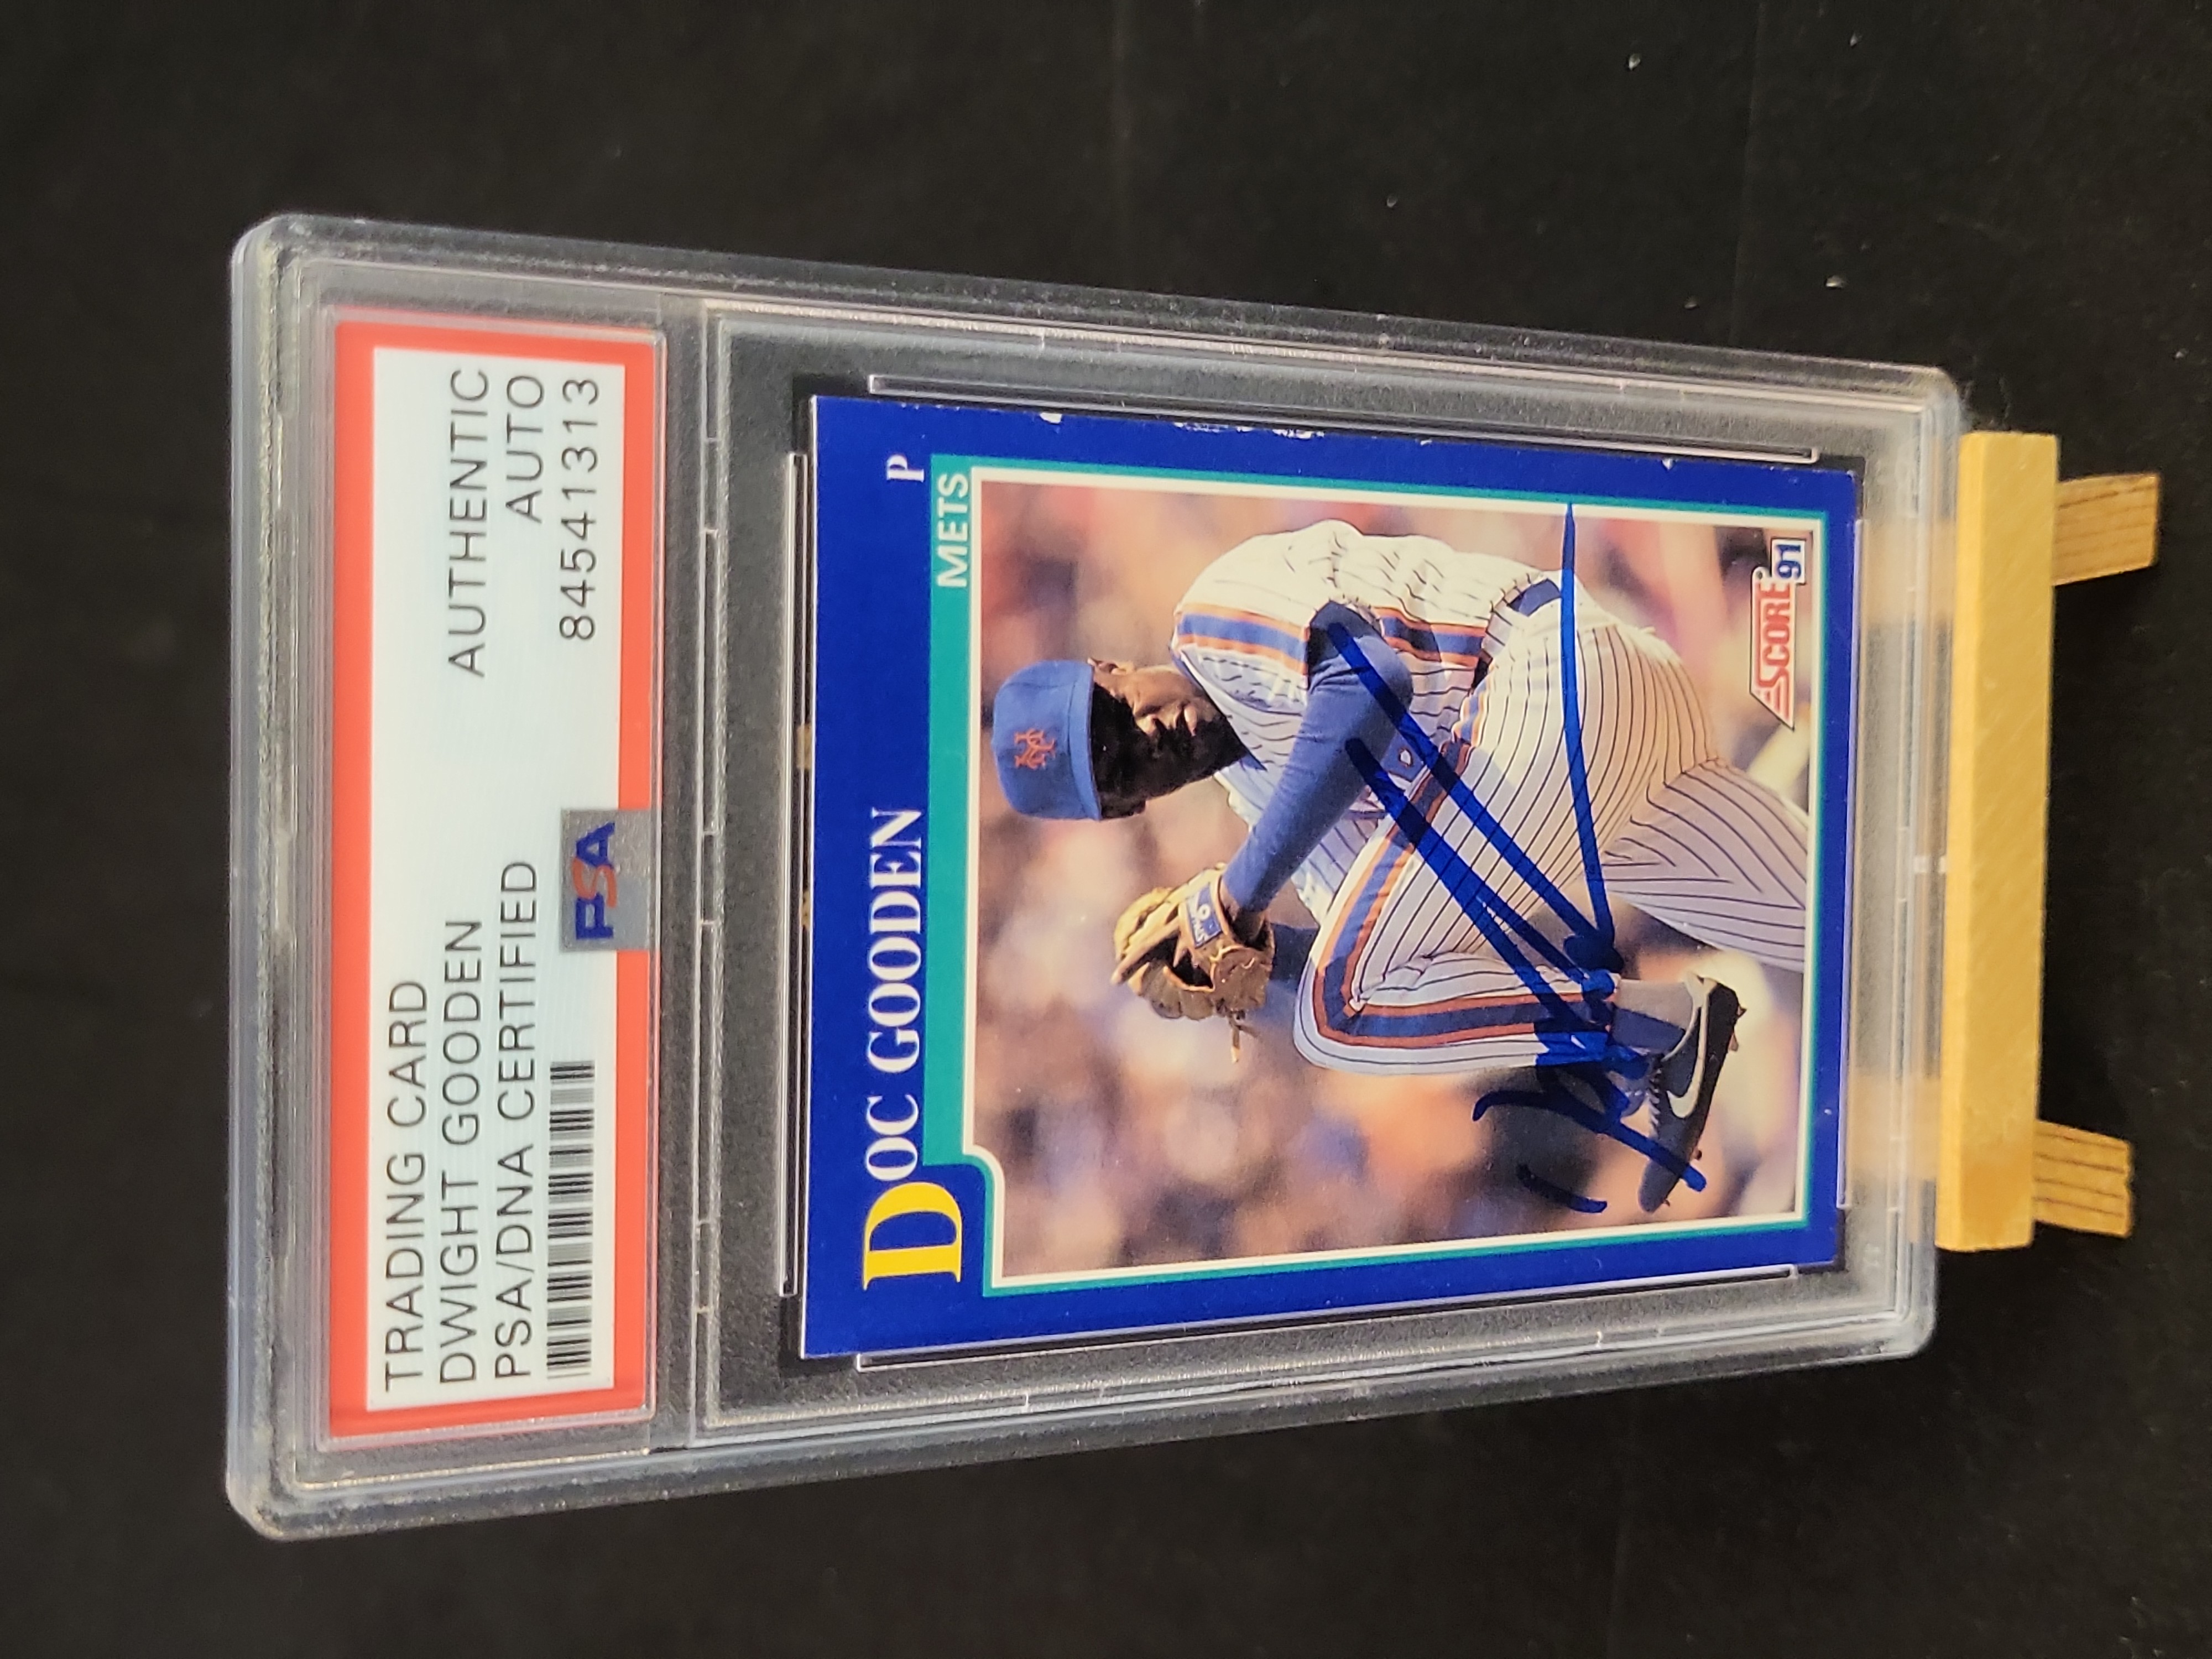 TRADING CARD
DWIGHT GOODEN AUTHENTIC
PSA/DNA CERTIFIED AUTO
PSA 84541313
DOC GOODEN P
METS
SCORE 91